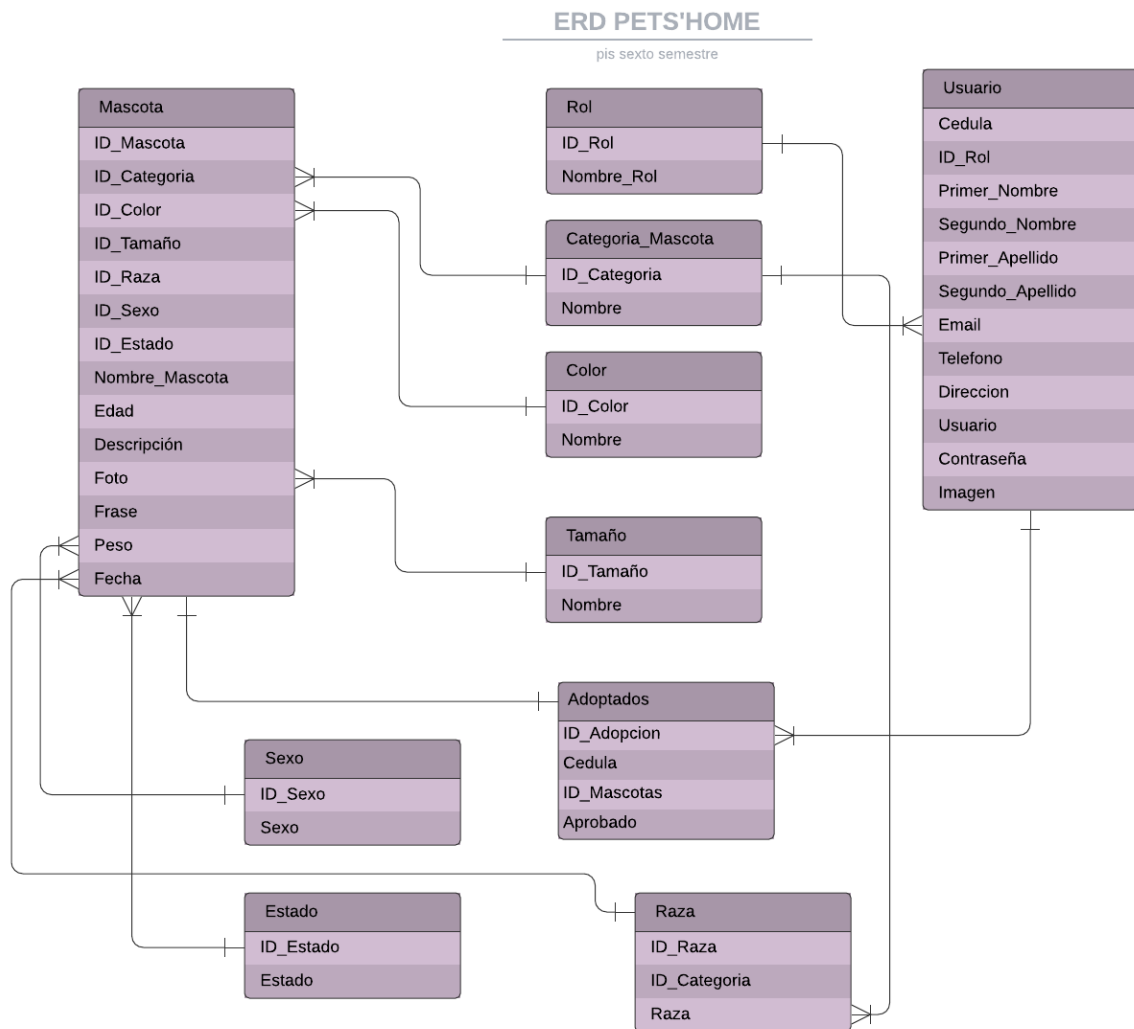 ERD PETS'HOME
pis sexto semestre
Mascota
ID_Mascota
ID_Categoria
ID_Color
ID_Tamaño
ID_Raza
ID_Sexo
ID_Estado
Nombre_Mascota
Edad
Descripción
Foto
Frase
Peso
Fecha
Rol
ID_Rol
Nombre_Rol
Categoria_Mascota
ID_Categoria
Nombre
Color
ID_Color
Nombre
Tamaño
ID_Tamaño
Nombre
Usuario
Cedula
ID_Rol
Primer_Nombre
Segundo_Nombre
Primer_Apellido
Segundo_Apellido
Email
Telefono
Direccion
Usuario
Contraseña
Imagen
Adoptados
ID_Adopcion
Cedula
ID_Mascotas
Aprobado
Sexo
ID_Sexo
Sexo
Estado
ID_Estado
Estado
Raza
ID_Raza
ID_Categoria
Raza